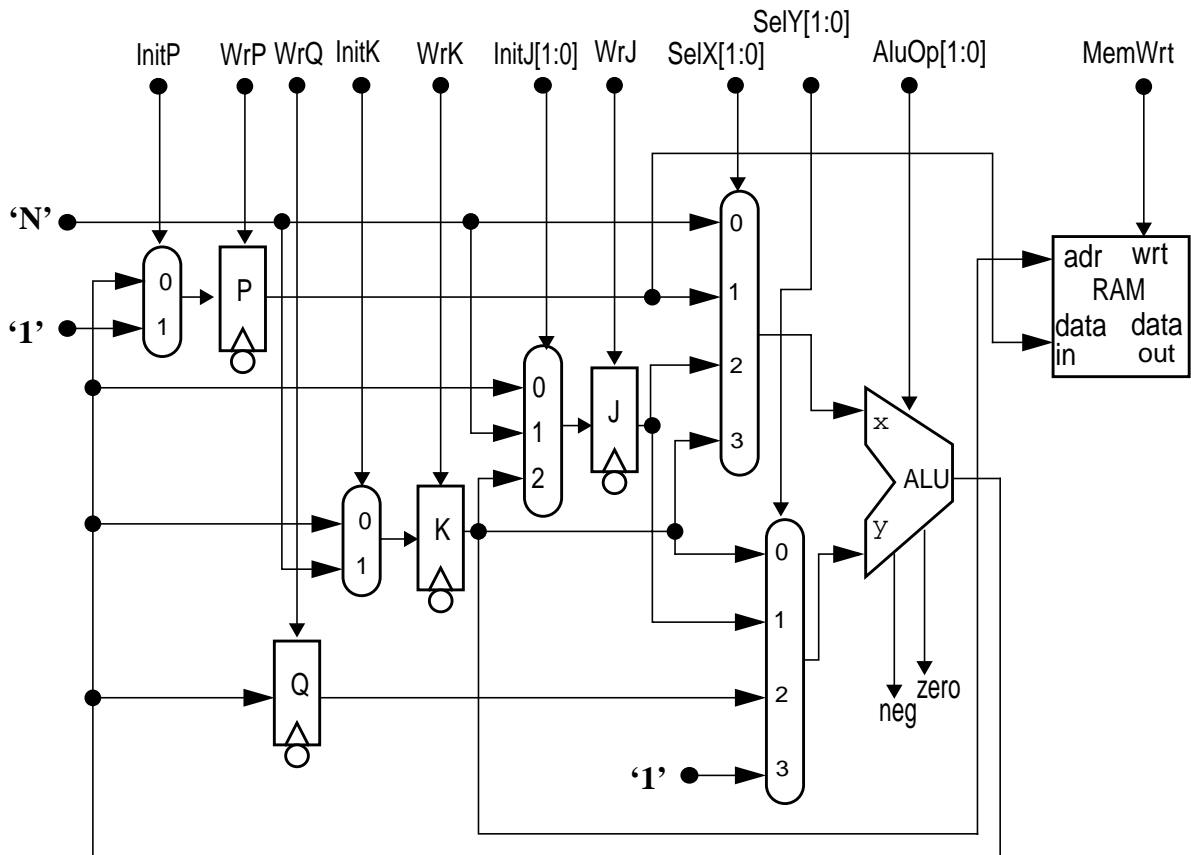 SelY[1:0]
InitP WrP WrQ InitK WrK InitJ[1:0] WrJ SelX[1:0] AluOp[1:0] MemWrt
‘N’
0
adr wrt
0
P
1
RAM
‘1’
1
data data
in out
0
2
J
x
1
3
2
ALU
0
K
y
0
1
1
Q
2
zero
neg
‘1’
3